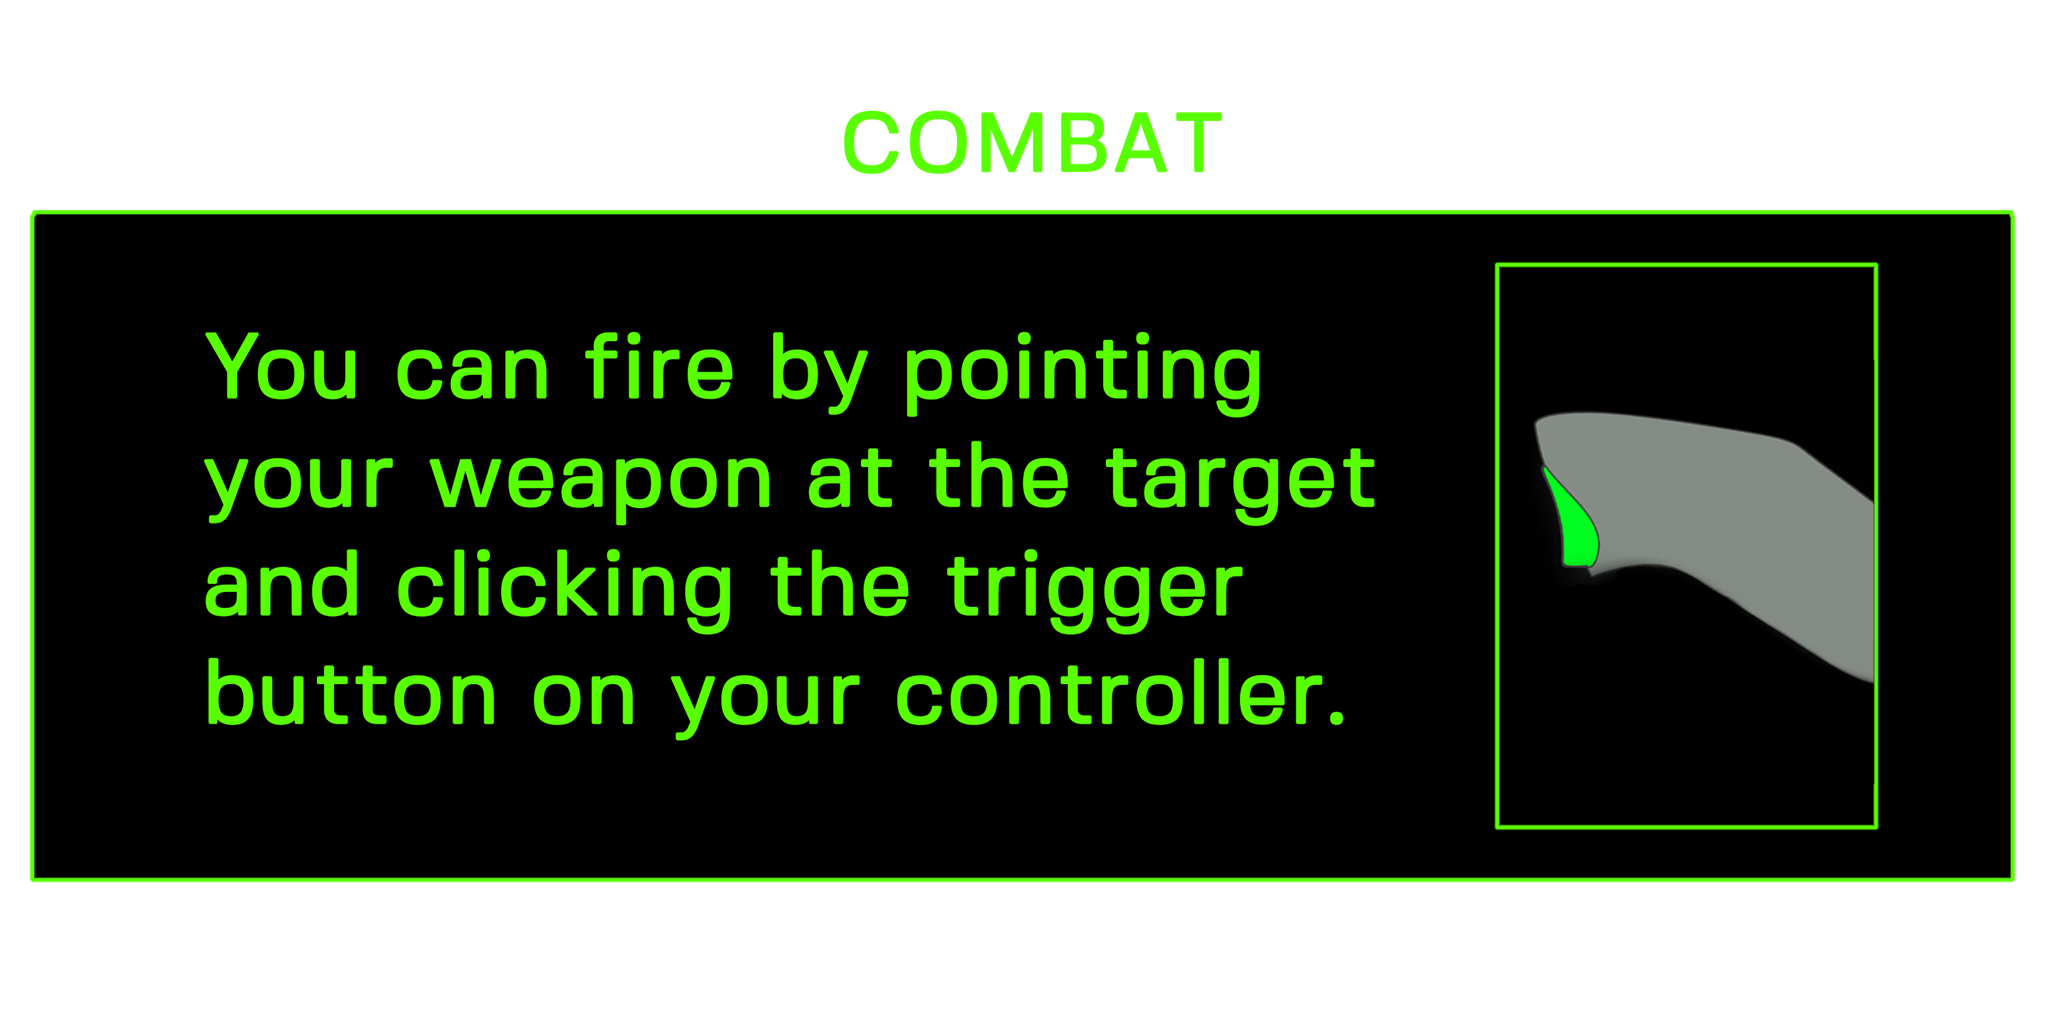 COMBAT
You can fire by pointing
your weapon at the target
and clicking the trigger
button on your controller.